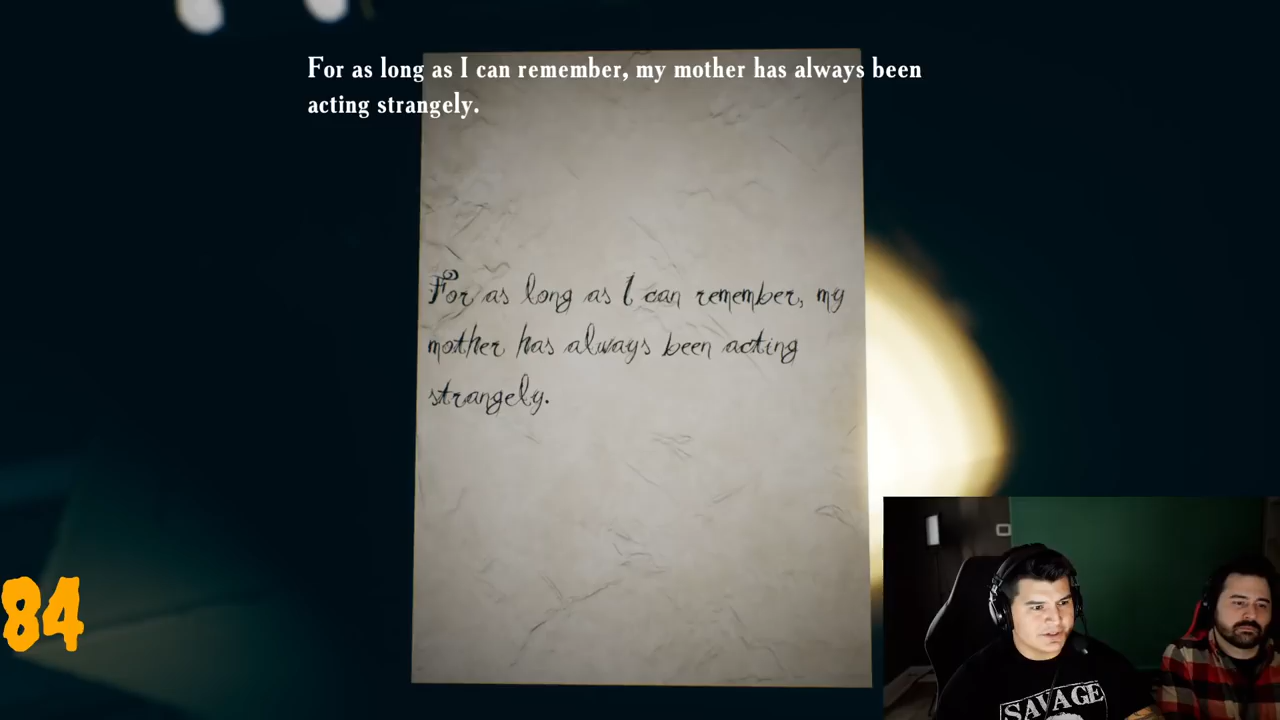 For as long as I can remember, my mother has always been
acting strangely.
For as long as I can remember, my
mother has always been acting
strangely.
84
SAVAGE